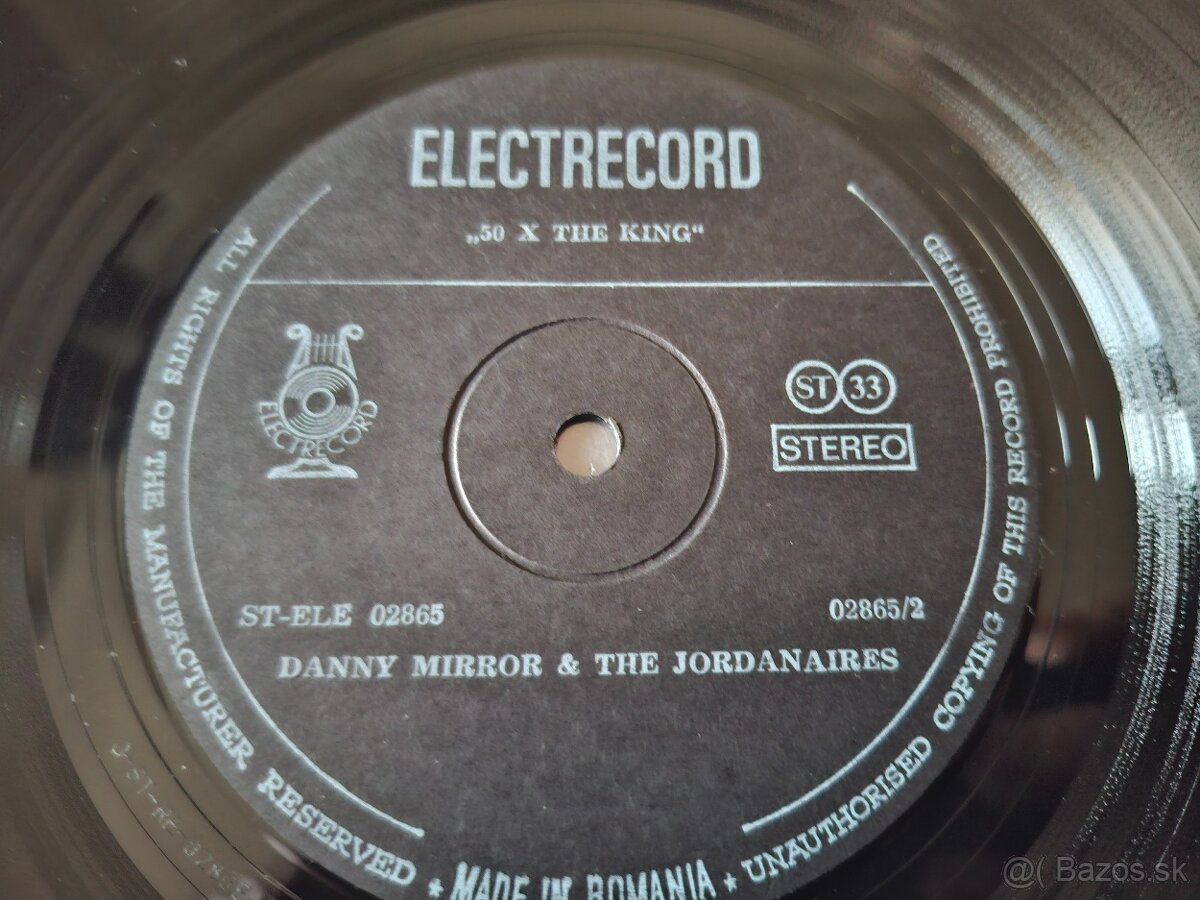 ELECTRECORD
„50 X THE KING“
ELECTRECORD
ST 33
STEREO
ST-ELE 02865
02865/2
DANNY MIRROR & THE JORDANAIRES
ALL RIGHTS OF THE MANUFACTURER RESERVED * MADE IN ROMANIA * UNAUTHORISED COPYING OF THIS RECORD PROHIBITED
@( Bazos.sk